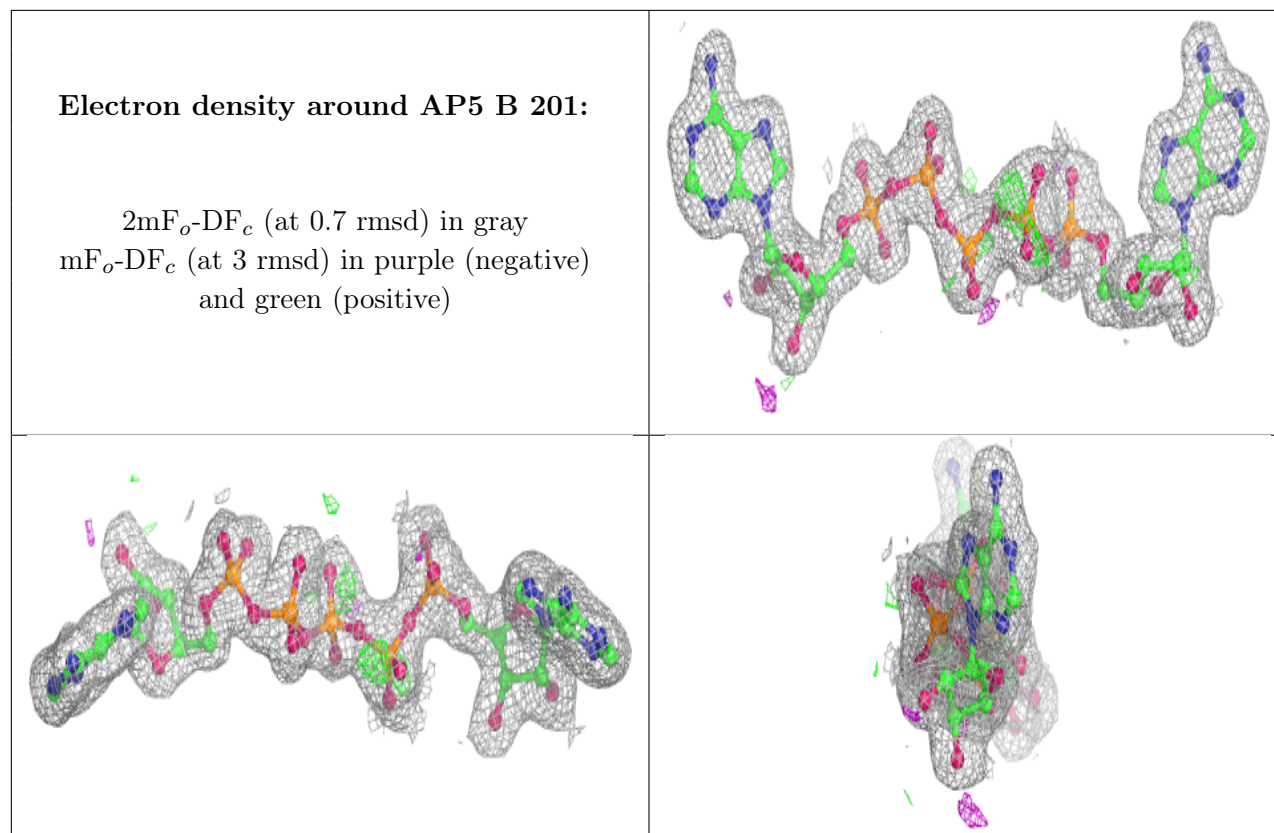 Electron density around AP5 B 201:
2mFo-DFc (at 0.7 rmsd) in gray
mFo-DFc (at 3 rmsd) in purple (negative)
and green (positive)